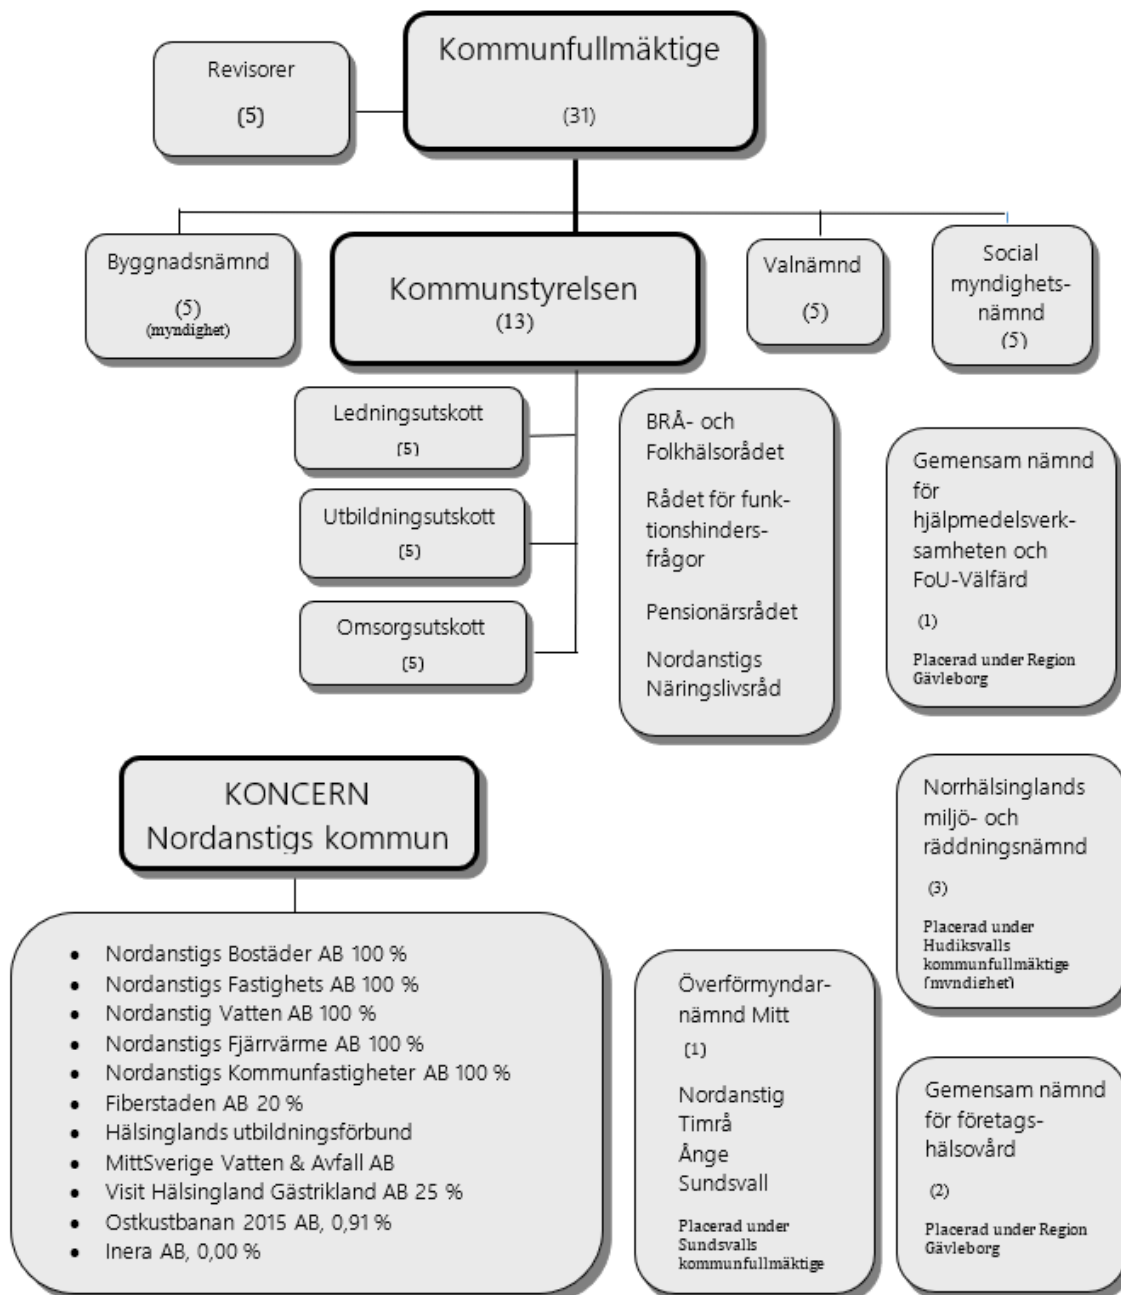 Kommunfullmäktige
(31)
Revisorer
(5)
Byggnadsnämnd
(5)
(myndighet)
Kommunstyrelsen
(13)
Valnämnd
(5)
Social
myndighets-
nämnd
(5)
Ledningsutskott
(5)
Utbildningsutskott
(5)
Omsorgsutskott
(5)
BRÅ- och
Folkhälsorådet
Rådet för funk-
tionshinders-
frågor
Pensionärsrådet
Nordanstigs
Näringslivsråd
Gemensam nämnd
för
hjälpmedelsverk-
samheten och
FoU-Välfärd
(1)
Placerad under Region
Gävleborg
KONCERN
Nordanstigs kommun
• Nordanstigs Bostäder AB 100 %
• Nordanstigs Fastighets AB 100 %
• Nordanstig Vatten AB 100 %
• Nordanstigs Fjärrvärme AB 100 %
• Nordanstigs Kommunfastigheter AB 100 %
• Fiberstaden AB 20 %
• Hälsinglands utbildningsförbund
• MittSverige Vatten & Avfall AB
• Visit Hälsingland Gästrikland AB 25 %
• Ostkustbanan 2015 AB, 0,91 %
• Inera AB, 0,00 %
Överförmyndar-
nämnd Mitt
(1)
Nordanstig
Timrå
Ånge
Sundsvall
Placerad under
Sundsvalls
kommunfullmäktige
Norrhälsinglands
miljö- och
räddningsnämnd
(3)
Placerad under
Hudiksvalls
kommunfullmäktige
(myndighet)
Gemensam nämnd
för företags-
hälsovård
(2)
Placerad under Region
Gävleborg